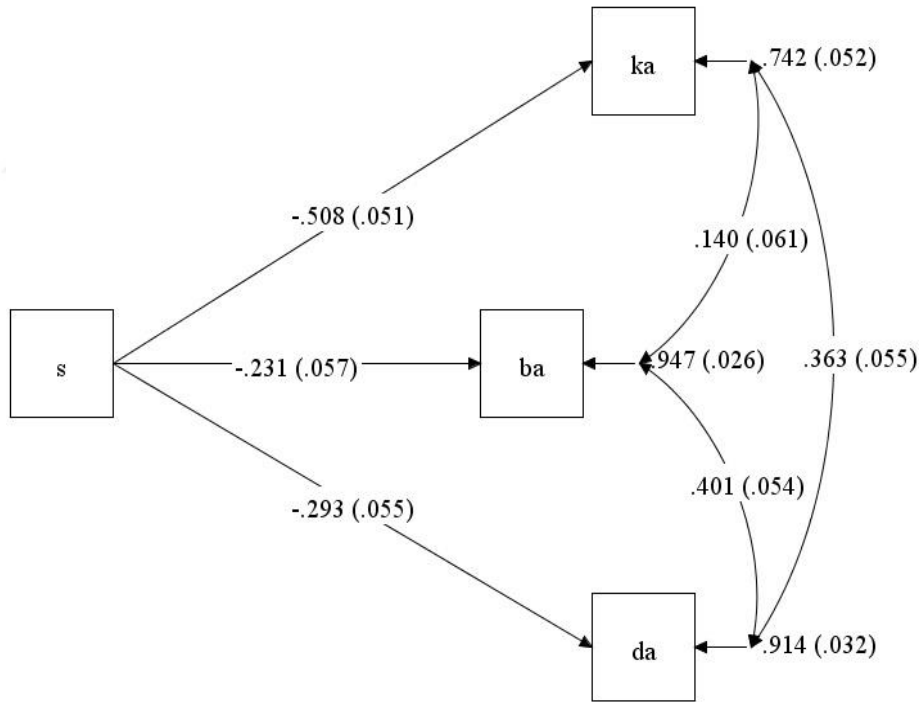 ka
.742 (.052)
-.508 (.051)
.140 (.061)
s
-.231 (.057)
ba
.947 (.026)
.363 (.055)
.401 (.054)
-.293 (.055)
da
.914 (.032)